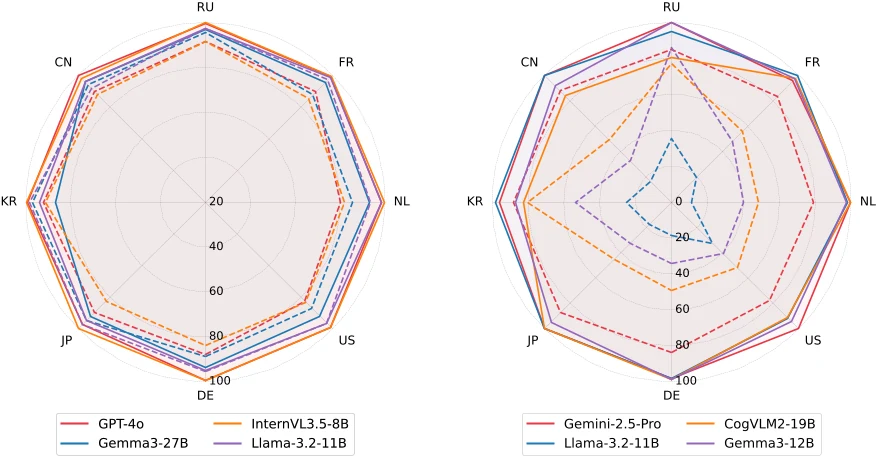 RU
CN
FR
KR
20
NL
40
60
80
JP
US
100
DE
GPT-4o
InternVL3.5-8B
Gemma3-27B
Llama-3.2-11B
RU
CN
FR
KR
0
NL
20
40
60
80
JP
US
100
DE
Gemini-2.5-Pro
CogVLM2-19B
Llama-3.2-11B
Gemma3-12B